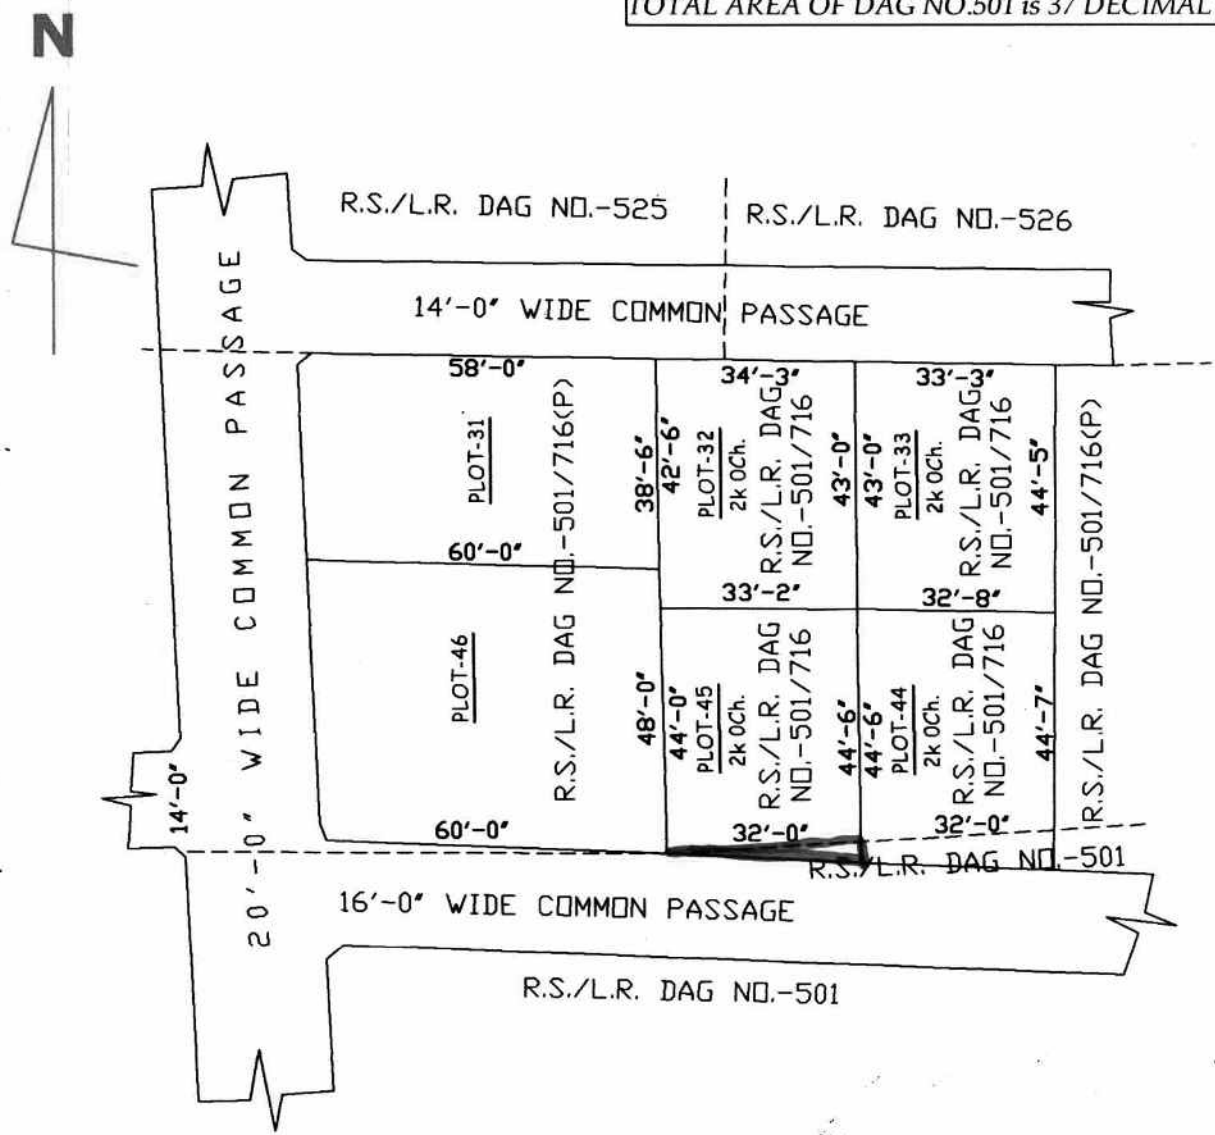 TOTAL AREA OF DAG NO.501 is 37 DECIMAL
N
R.S./L.R. DAG NO.-525
R.S./L.R. DAG NO.-526
14'-0" WIDE COMMON PASSAGE
20'-0" WIDE COMMON PASSAGE
58'-0"
34'-3"
33'-3"
PLOT-31
R.S./L.R. DAG NO.-501/716(P)
38'-6"
42'-6"
PLOT-32
2k 0Ch.
R.S./L.R. DAG
NO.-501/716
43'-0"
43'-0"
PLOT-33
2k 0Ch.
R.S./L.R. DAG
NO.-501/716
44'-5"
R.S./L.R. DAG NO.-501/716(P)
60'-0"
33'-2"
32'-8"
PLOT-46
48'-0"
44'-0"
PLOT-45
2k 0Ch.
R.S./L.R. DAG
NO.-501/716
44'-6"
44'-6"
PLOT-44
2k 0Ch.
R.S./L.R. DAG
NO.-501/716
44'-7"
14'-0"
60'-0"
32'-0"
32'-0"
R.S./L.R. DAG NO.-501
16'-0" WIDE COMMON PASSAGE
R.S./L.R. DAG NO.-501